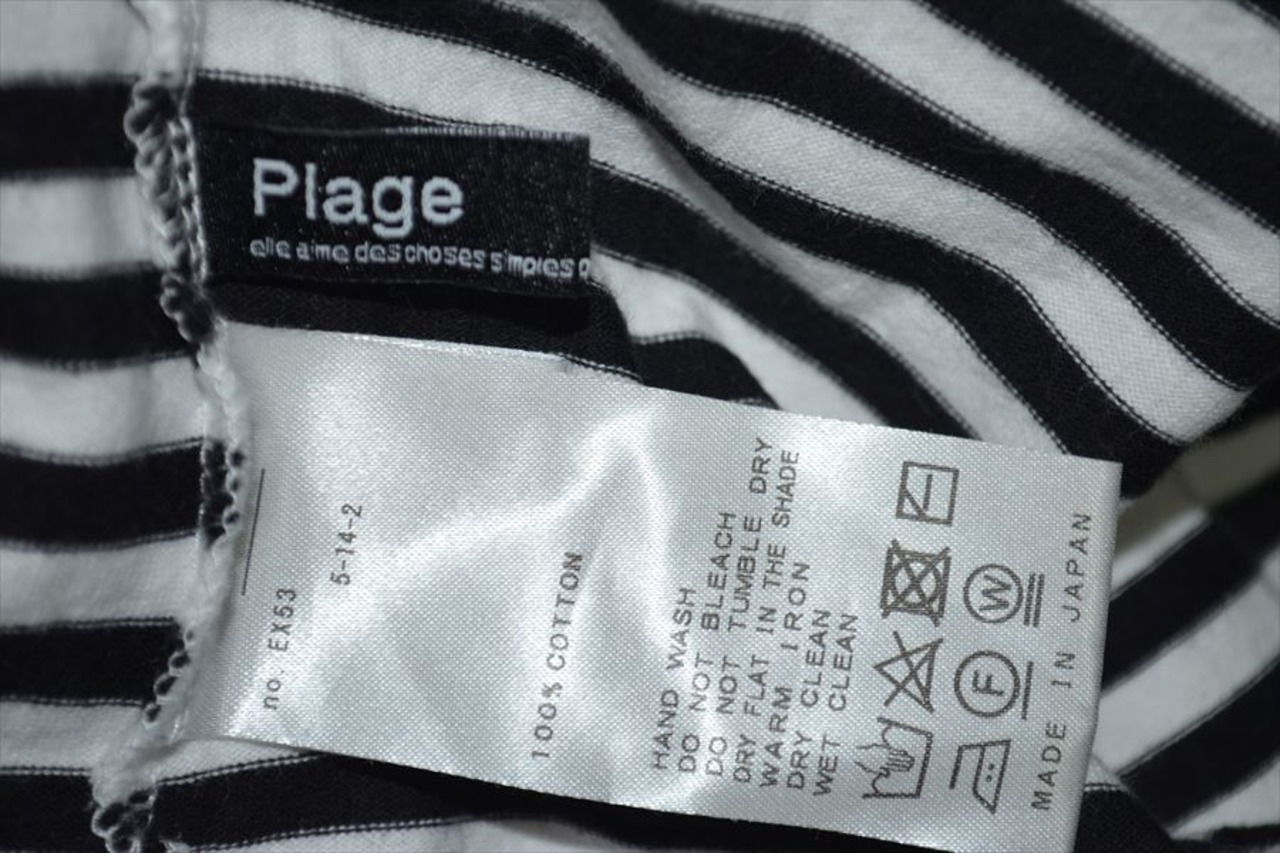 Plage
elle aime des choses simples
no. EX53
5-14-2
100% COTTON
HAND WASH
DO NOT BLEACH
DO NOT TUMBLE DRY
DRY FLAT IN THE SHADE
WARM IRON
DRY CLEAN
WET CLEAN
W
F
MADE IN JAPAN